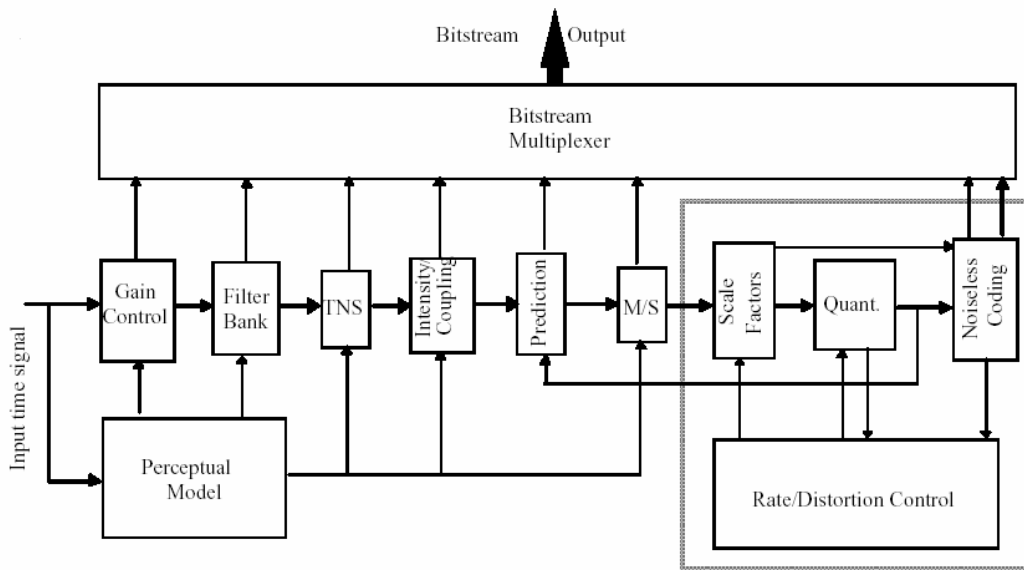 Bitstream Output
Bitstream
Multiplexer
Gain
Control
Filter
Bank
TNS
Intensity/
Coupling
Prediction
M/S
Scale
Factors
Quant.
Noiseless
Coding
Input time signal
Perceptual
Model
Rate/Distortion Control